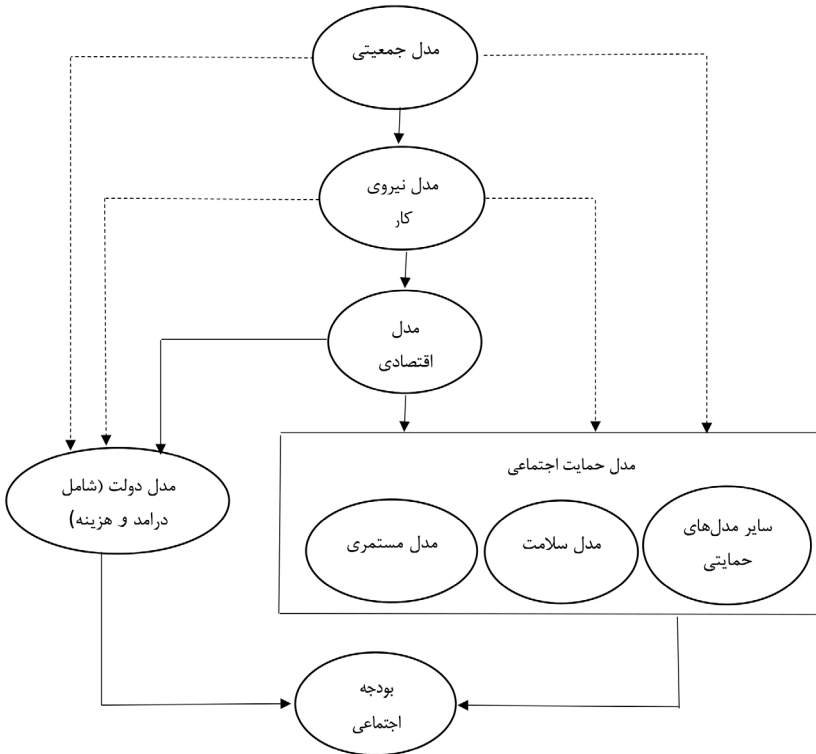 مدل جمعیتی
مدل نیروی
کار
مدل
اقتصادی
مدل حمایت اجتماعی
مدل دولت (شامل
درامد و هزینه)
سایر مدل‌های
حمایتی
مدل سلامت
مدل مستمری
بودجه
اجتماعی